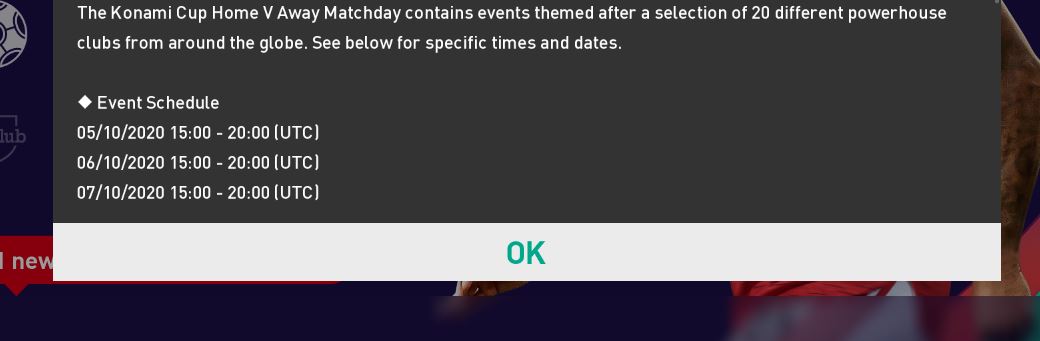 The Konami Cup Home V Away Matchday contains events themed after a selection of 20 different powerhouse
clubs from around the globe. See below for specific times and dates.
◆ Event Schedule
05/10/2020 15:00 - 20:00 (UTC)
06/10/2020 15:00 - 20:00 (UTC)
07/10/2020 15:00 - 20:00 (UTC)
lub
new
OK